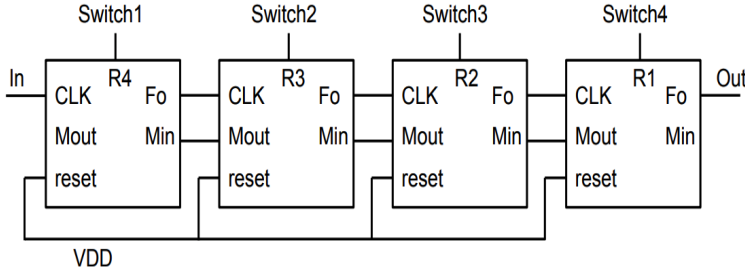 Switch1 Switch2 Switch3 Switch4
In R4 R3 R2 R1 Out
CLK Fo CLK Fo CLK Fo CLK Fo
Mout Min Mout Min Mout Min Mout Min
reset reset reset reset
VDD